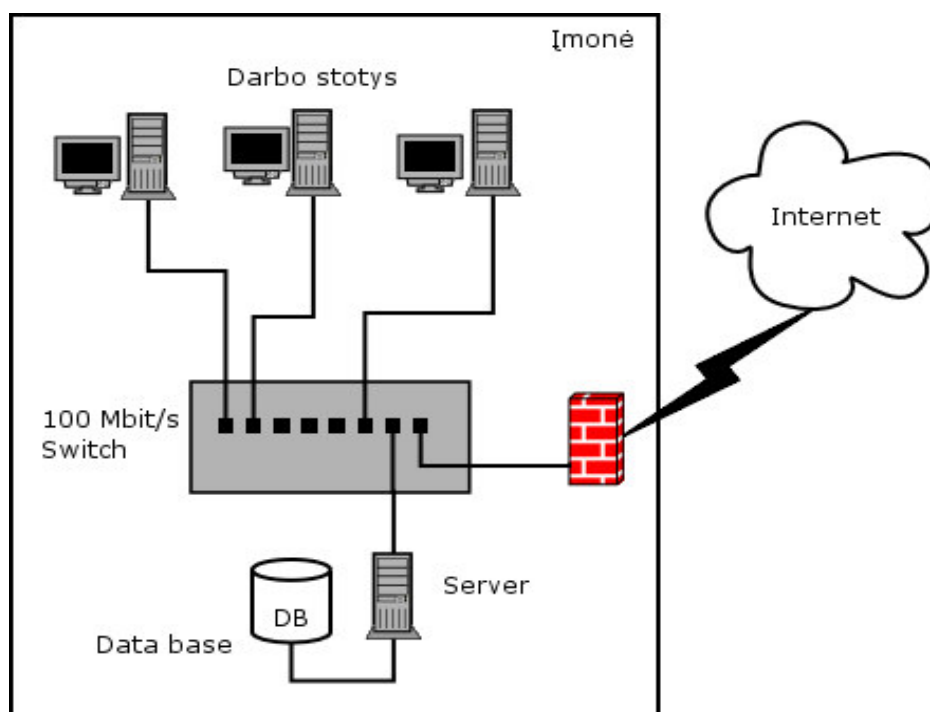 Įmonė
Darbo stotys
Internet
100 Mbit/s
Switch
Server
DB
Data base